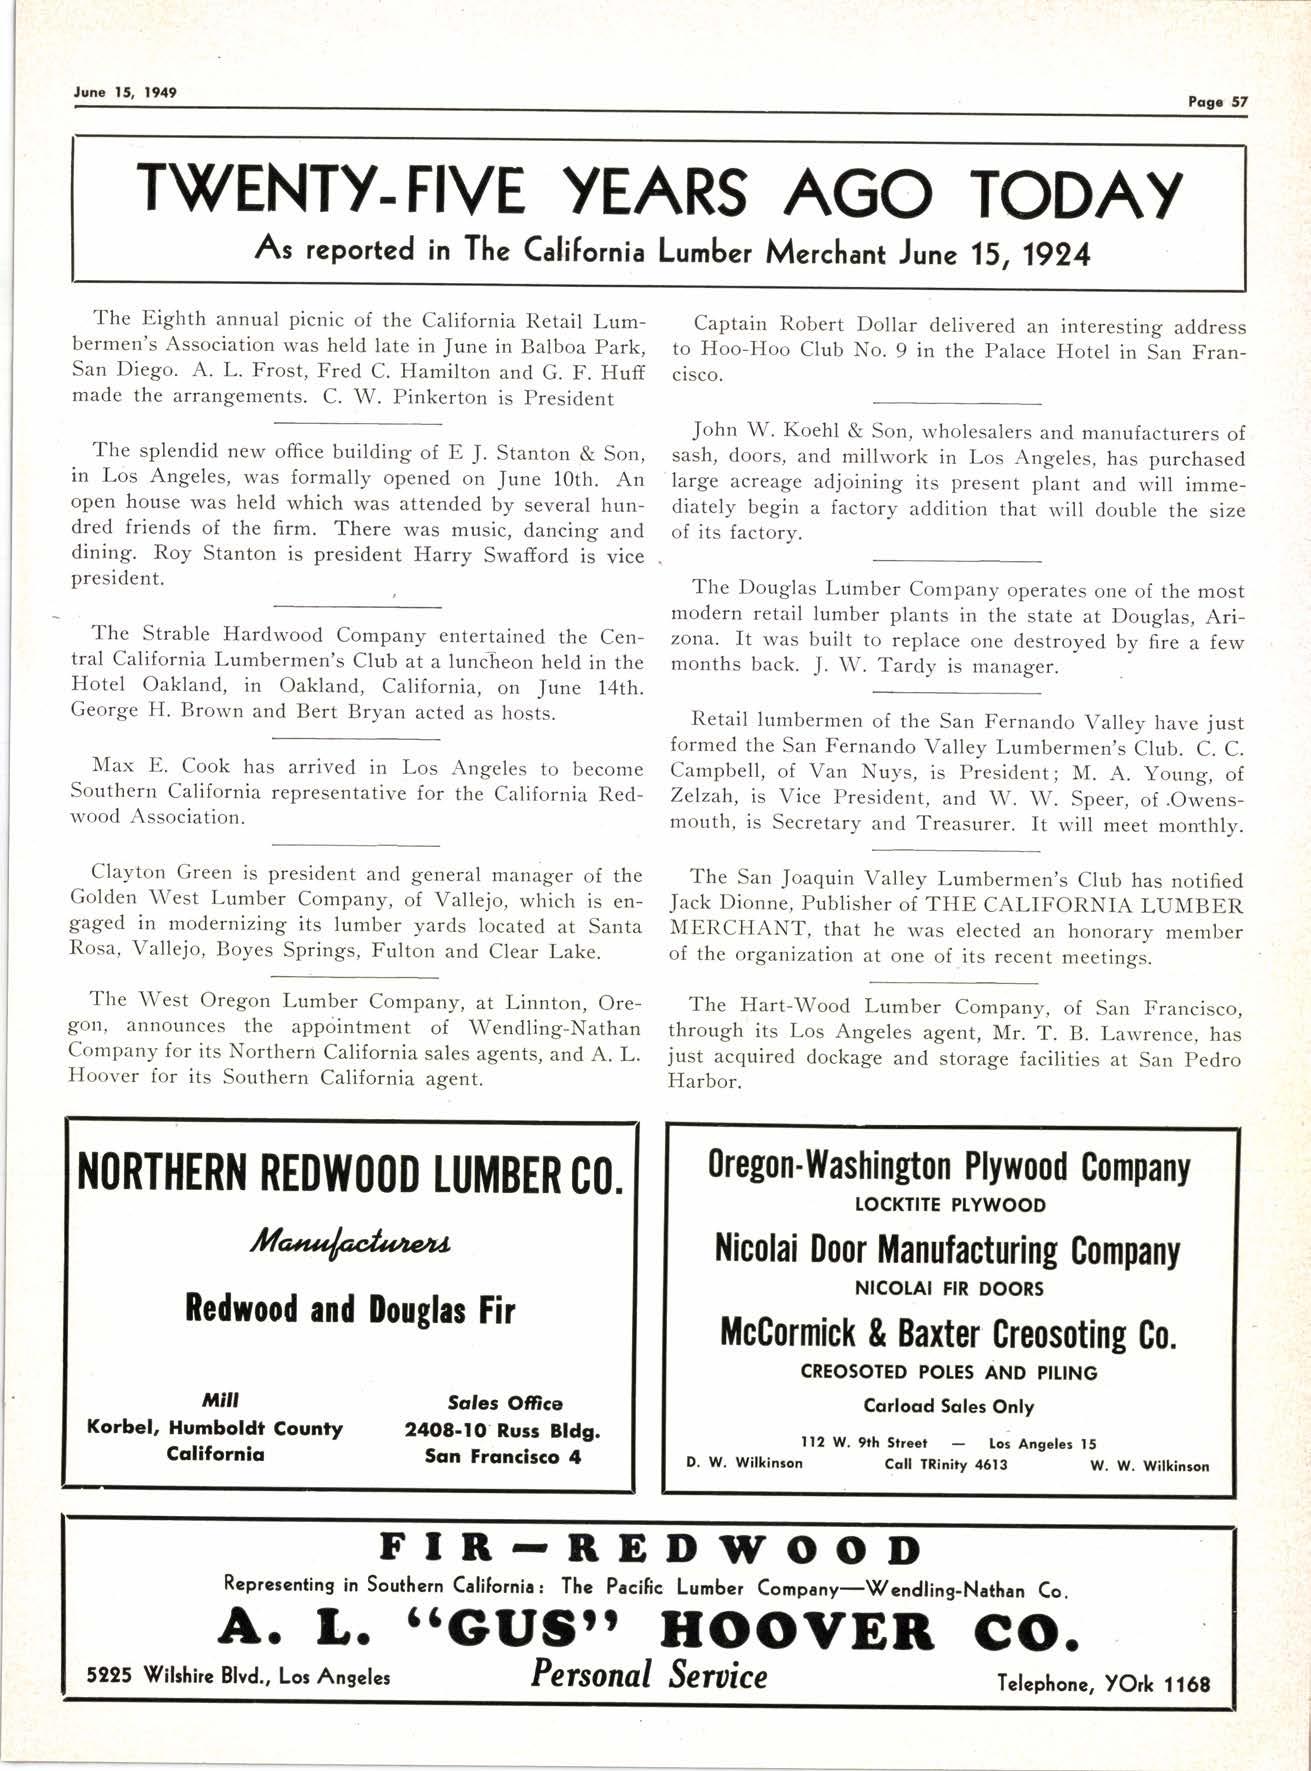 June 15, 1949
Page 57
TWENTY-FIVE YEARS AGO TODAY
As reported in The California Lumber Merchant June 15, 1924
The Eighth annual picnic of the California Retail Lum-
bermen's Association was held late in June in Balboa Park,
San Diego. A. L. Frost, Fred C. Hamilton and G. F. Huff
made the arrangements. C. W. Pinkerton is President
The splendid new office building of E J. Stanton & Son,
in Los Angeles, was formally opened on June 10th. An
open house was held which was attended by several hun-
dred friends of the firm. There was music, dancing and
dining. Roy Stanton is president Harry Swafford is vice
president.
The Strable Hardwood Company entertained the Cen-
tral California Lumbermen's Club at a luncheon held in the
Hotel Oakland, in Oakland, California, on June 14th.
George H. Brown and Bert Bryan acted as hosts.
Max E. Cook has arrived in Los Angeles to become
Southern California representative for the California Red-
wood Association.
Clayton Green is president and general manager of the
Golden West Lumber Company, of Vallejo, which is en-
gaged in modernizing its lumber yards located at Santa
Rosa, Vallejo, Boyes Springs, Fulton and Clear Lake.
The West Oregon Lumber Company, at Linnton, Ore-
gon, announces the appointment of Wendling-Nathan
Company for its Northern California sales agents, and A. L.
Hoover for its Southern California agent.
Captain Robert Dollar delivered an interesting address
to Hoo-Hoo Club No. 9 in the Palace Hotel in San Fran-
cisco.
John W. Koehl & Son, wholesalers and manufacturers of
sash, doors, and millwork in Los Angeles, has purchased
large acreage adjoining its present plant and will imme-
diately begin a factory addition that will double the size
of its factory.
The Douglas Lumber Company operates one of the most
modern retail lumber plants in the state at Douglas, Ari-
zona. It was built to replace one destroyed by fire a few
months back. J. W. Tardy is manager.
Retail lumbermen of the San Fernando Valley have just
formed the San Fernando Valley Lumbermen's Club. C. C.
Campbell, of Van Nuys, is President; M. A. Young, of
Zelzah, is Vice President, and W. W. Speer, of .Owens-
mouth, is Secretary and Treasurer. It will meet monthly.
The San Joaquin Valley Lumbermen's Club has notified
Jack Dionne, Publisher of THE CALIFORNIA LUMBER
MERCHANT, that he was elected an honorary member
of the organization at one of its recent meetings.
The Hart-Wood Lumber Company, of San Francisco,
through its Los Angeles agent, Mr. T. B. Lawrence, has
just acquired dockage and storage facilities at San Pedro
Harbor.
NORTHERN REDWOOD LUMBER CO.
Manufacturers
Redwood and Douglas Fir
Mill
Korbel, Humboldt County
California
Sales Office
2408-10 Russ Bldg.
San Francisco 4
Oregon-Washington Plywood Company
LOCKTITE PLYWOOD
Nicolai Door Manufacturing Company
NICOLAI FIR DOORS
McCormick & Baxter Creosoting Co.
CREOSOTED POLES AND PILING
Carload Sales Only
112 W. 9th Street — Los Angeles 15
D. W. Wilkinson Call TRinity 4613 W. W. Wilkinson
FIR—REDWOOD
Representing in Southern California: The Pacific Lumber Company—Wendling-Nathan Co.
A. L. "GUS" HOOVER CO.
5225 Wilshire Blvd., Los Angeles Personal Service Telephone, YOrk 1168